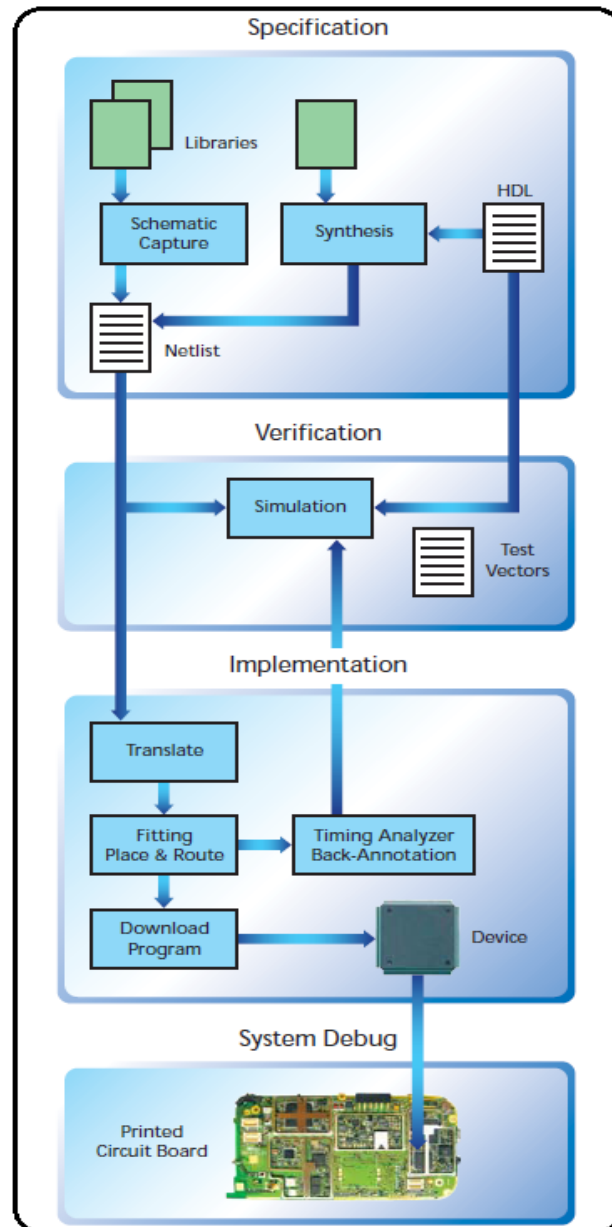 Specification
Libraries
HDL
Schematic
Capture
Synthesis
Netlist
Verification
Simulation
Test
Vectors
Implementation
Translate
Fitting
Place & Route
Timing Analyzer
Back-Annotation
Download
Program
Device
System Debug
Printed
Circuit Board